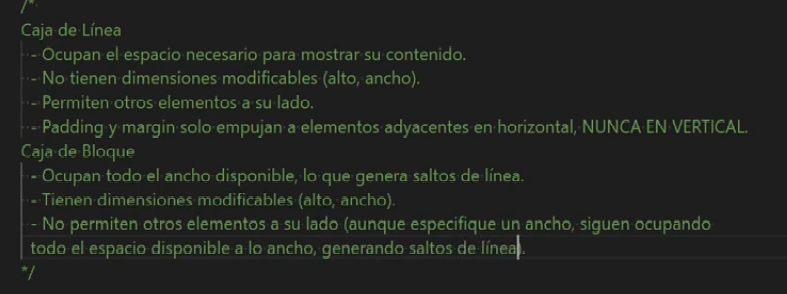 /*
Caja de Línea
- Ocupan el espacio necesario para mostrar su contenido.
- No tienen dimensiones modificables (alto, ancho).
- Permiten otros elementos a su lado.
- Padding y margin solo empujan a elementos adyacentes en horizontal, NUNCA EN VERTICAL.
Caja de Bloque
- Ocupan todo el ancho disponible, lo que genera saltos de línea.
- Tienen dimensiones modificables (alto, ancho).
- No permiten otros elementos a su lado (aunque especifique un ancho, siguen ocupando
todo el espacio disponible a lo ancho, generando saltos de línea).
*/